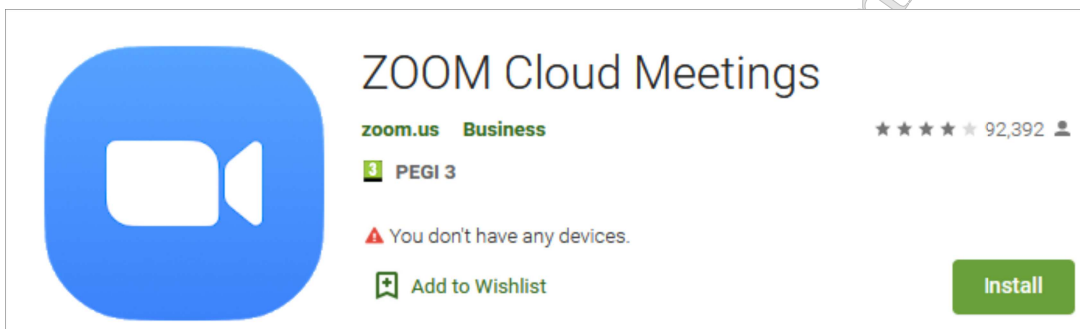 ZOOM Cloud Meetings
zoom.us Business ★★★★★ 92,392
3 PEGI 3
You don't have any devices.
Add to Wishlist
Install